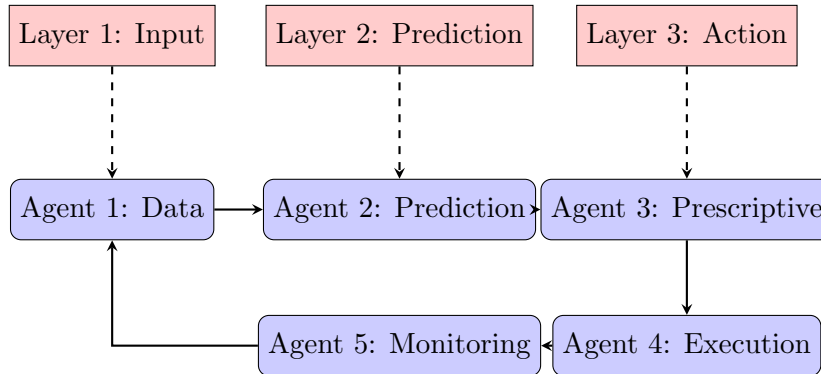 Layer 1: Input
Layer 2: Prediction
Layer 3: Action
Agent 1: Data
Agent 2: Prediction
Agent 3: Prescriptive
Agent 5: Monitoring
Agent 4: Execution